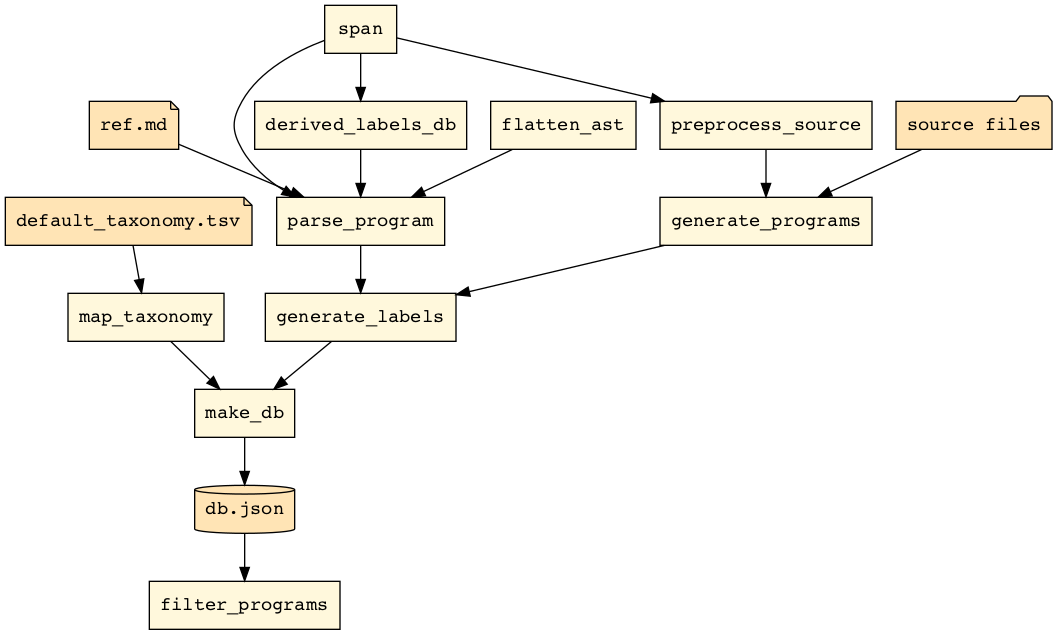 span
ref.md
derived_labels_db
flatten_ast
preprocess_source
source files
default_taxonomy.tsv
parse_program
generate_programs
map_taxonomy
generate_labels
make_db
db.json
filter_programs